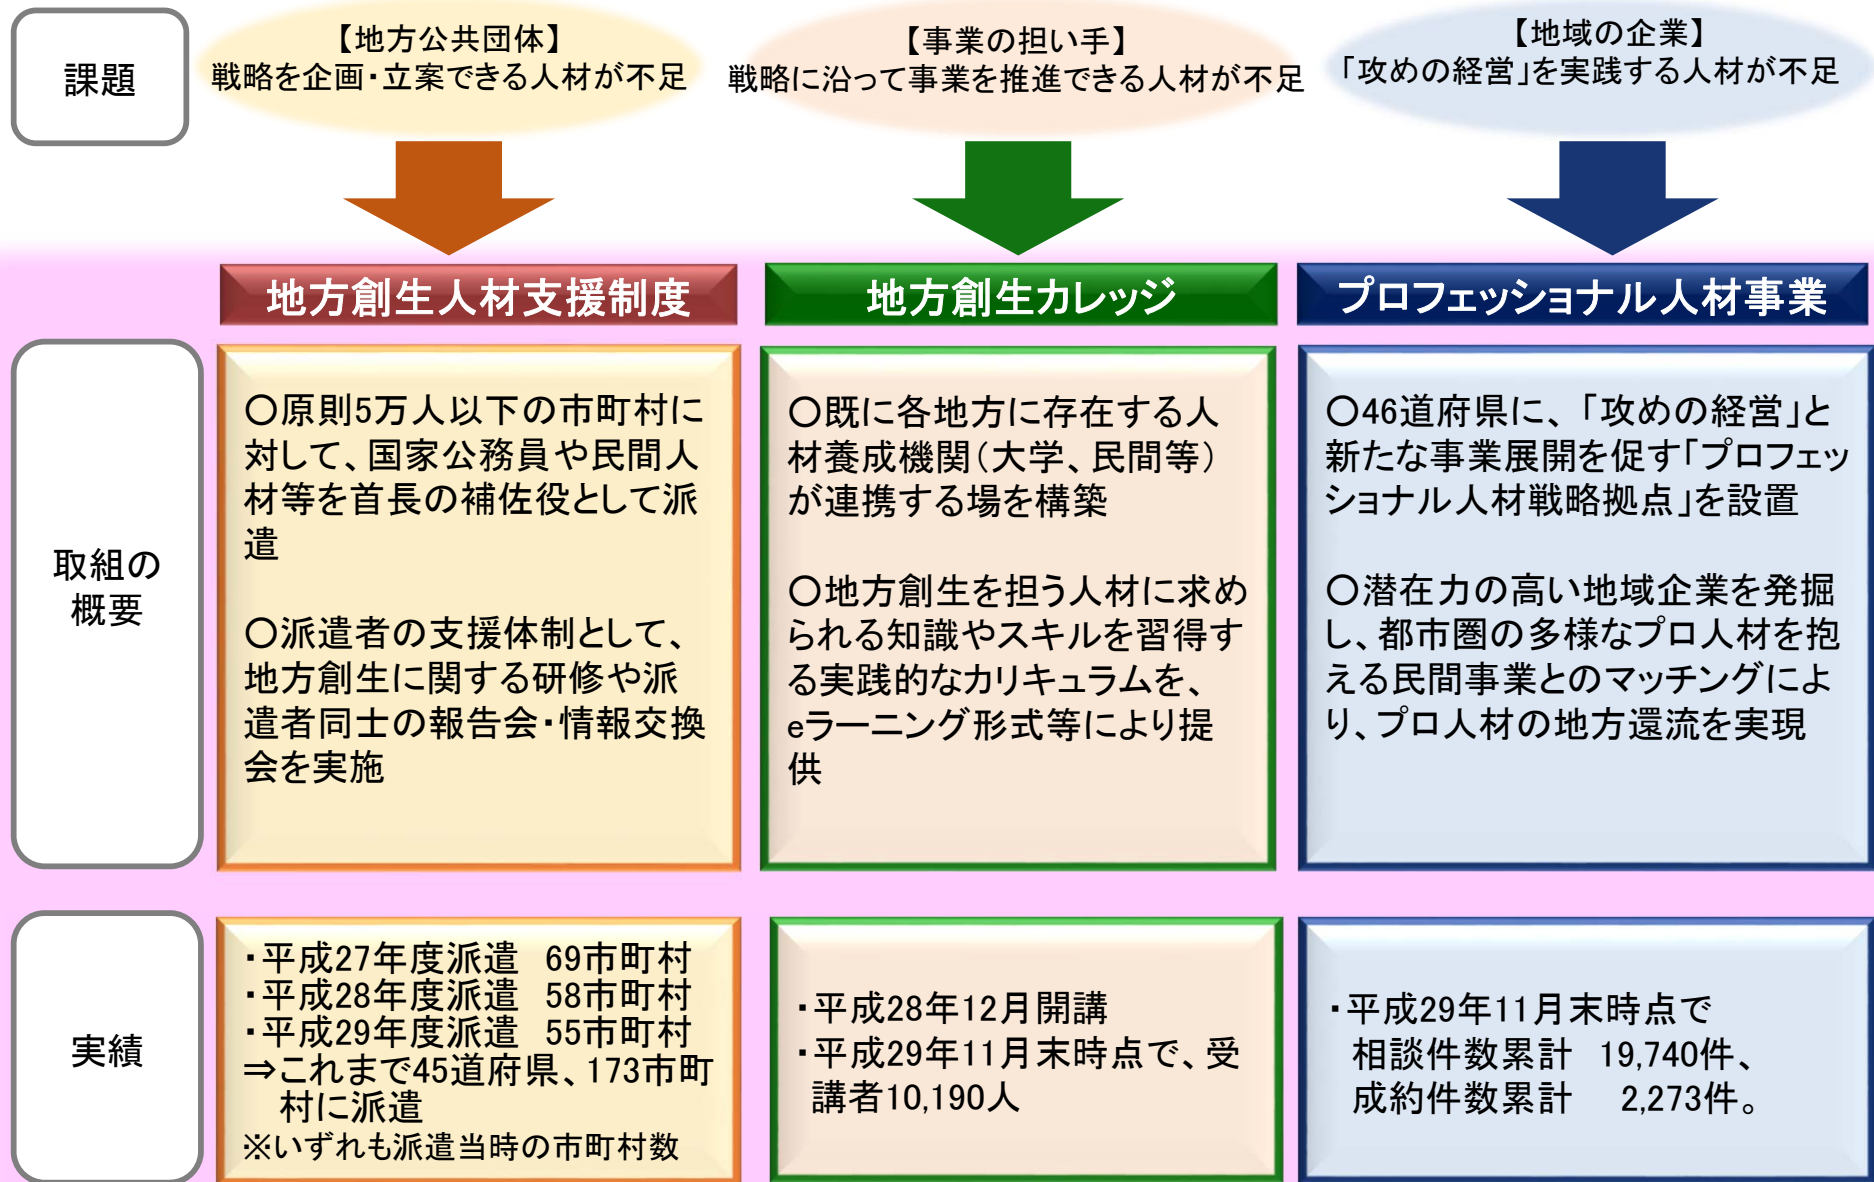 課題
【地方公共団体】
戦略を企画・立案できる人材が不足
【事業の担い手】
戦略に沿って事業を推進できる人材が不足
【地域の企業】
「攻めの経営」を実践する人材が不足
地方創生人材支援制度
地方創生カレッジ
プロフェッショナル人材事業
取組の
概要
〇原則5万人以下の市町村に
対して、国家公務員や民間人
材等を首長の補佐役として派
遣
〇派遣者の支援体制として、
地方創生に関する研修や派
遣者同士の報告会・情報交換
会を実施
〇既に各地方に存在する人
材養成機関（大学、民間等）
が連携する場を構築
〇地方創生を担う人材に求め
られる知識やスキルを習得す
る実践的なカリキュラムを、
eラーニング形式等により提
供
〇46道府県に、「攻めの経営」と
新たな事業展開を促す「プロフェッ
ショナル人材戦略拠点」を設置
〇潜在力の高い地域企業を発掘
し、都市圏の多様なプロ人材を抱
える民間事業とのマッチングによ
り、プロ人材の地方還流を実現
実績
・平成27年度派遣 69市町村
・平成28年度派遣 58市町村
・平成29年度派遣 55市町村
⇒これまで45道府県、173市町
村に派遣
※いずれも派遣当時の市町村数
・平成28年12月開講
・平成29年11月末時点で、受
講者10,190人
・平成29年11月末時点で
相談件数累計 19,740件、
成約件数累計 2,273件。